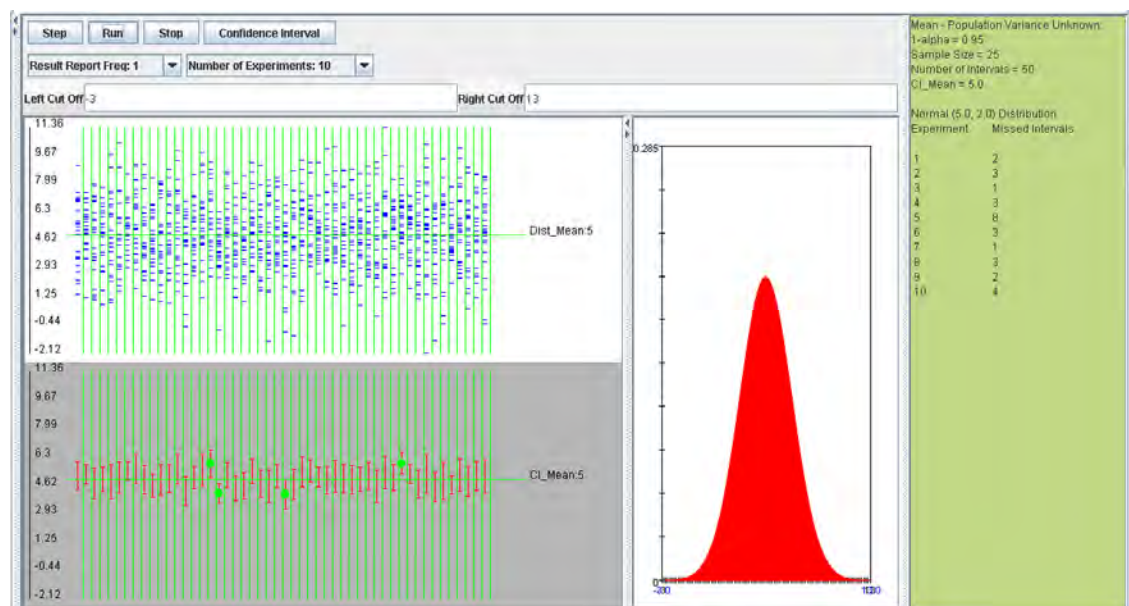 Step Run Stop Confidence Interval
Result Report Freq: 1 Number of Experiments: 10
Left Cut Off -3 Right Cut Off 13
11.36
9.67
7.99
6.3
4.62
2.93
1.25
-0.44
-2.12
Dist_Mean:5
11.36
9.67
7.99
6.3
4.62
2.93
1.25
-0.44
-2.12
CI_Mean:5
0.285
0
Mean - Population Variance Unknown:
1-alpha = 0.95
Sample Size = 25
Number of Intervals = 50
CI_Mean = 5.0
Normal (5.0, 2.0) Distribution
Experiment Missed Intervals
1 2
2 3
3 1
4 3
5 8
6 3
7 1
8 3
9 2
10 4